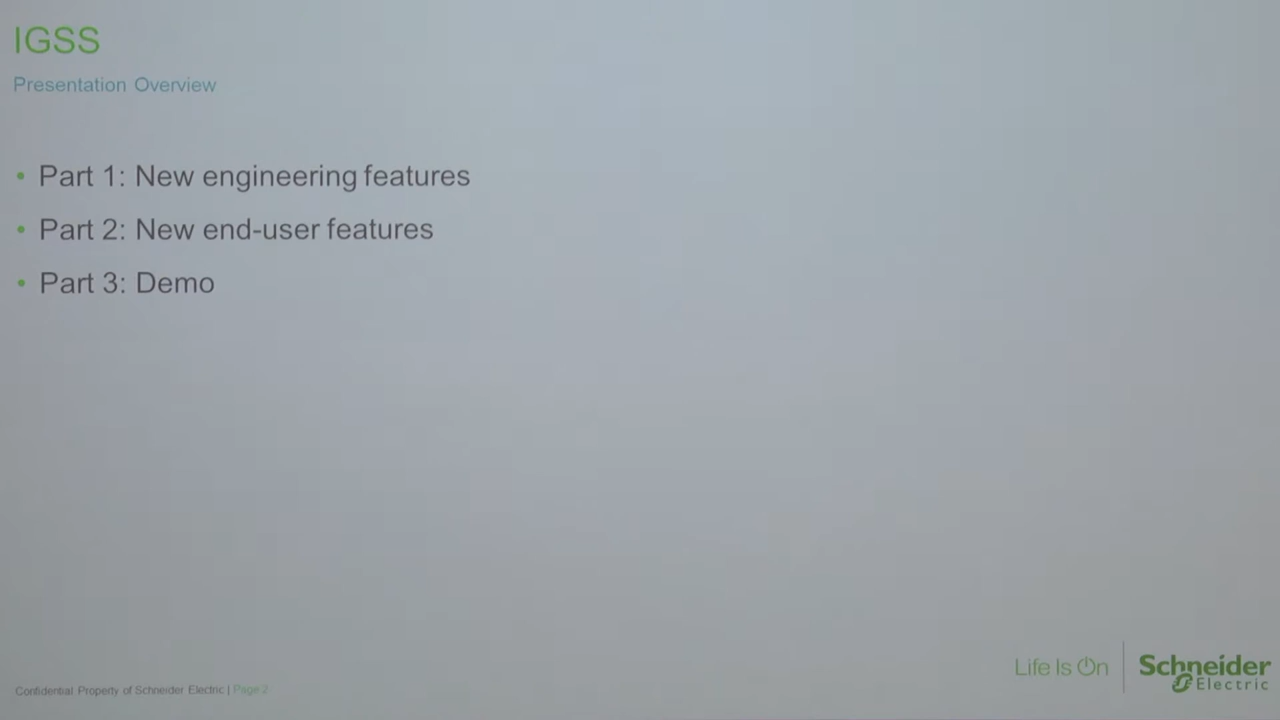 IGSS
Presentation Overview
• Part 1: New engineering features
• Part 2: New end-user features
• Part 3: Demo
Confidential Property of Schneider Electric | Page 2
Life Is On
Schneider
Electric